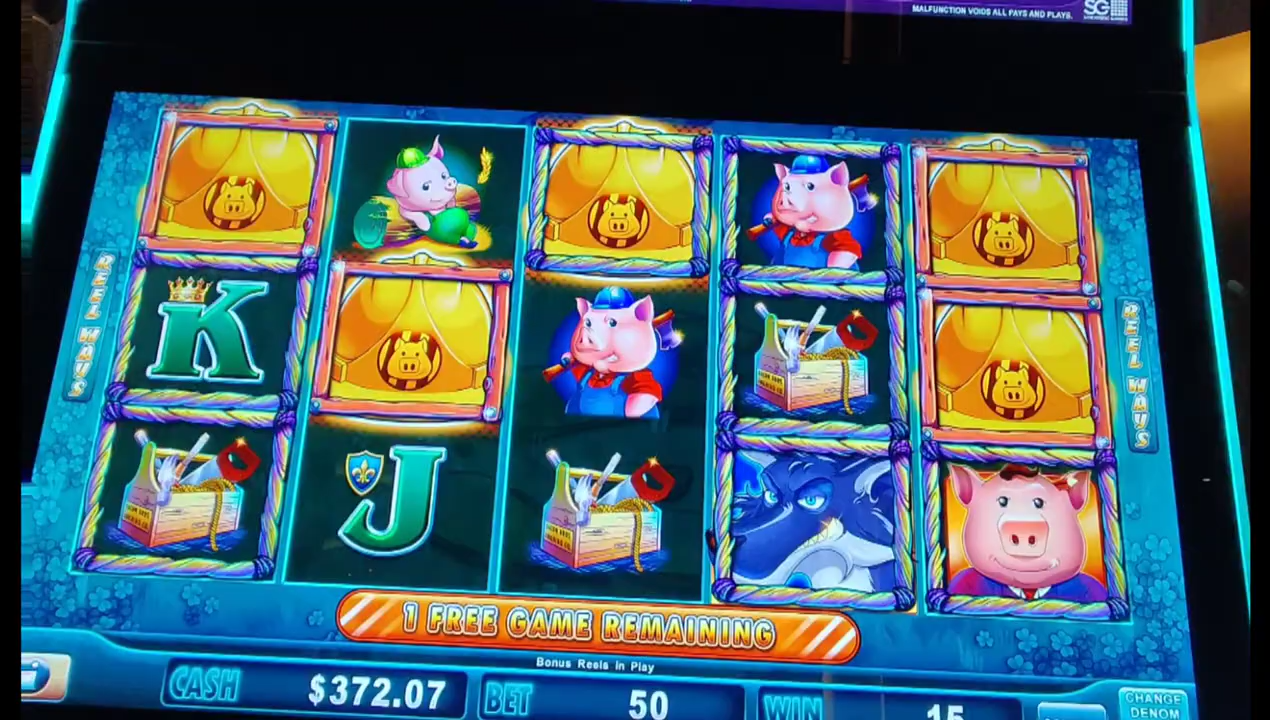 MALFUNCTION VOIDS ALL PAYS AND PLAYS.
SG
REEL WAYS
K
J
REEL WAYS
1 FREE GAME REMAINING
Bonus Reels In Play
CASH
$372.07
BET
50
WIN
15
CHANGE
DENOM